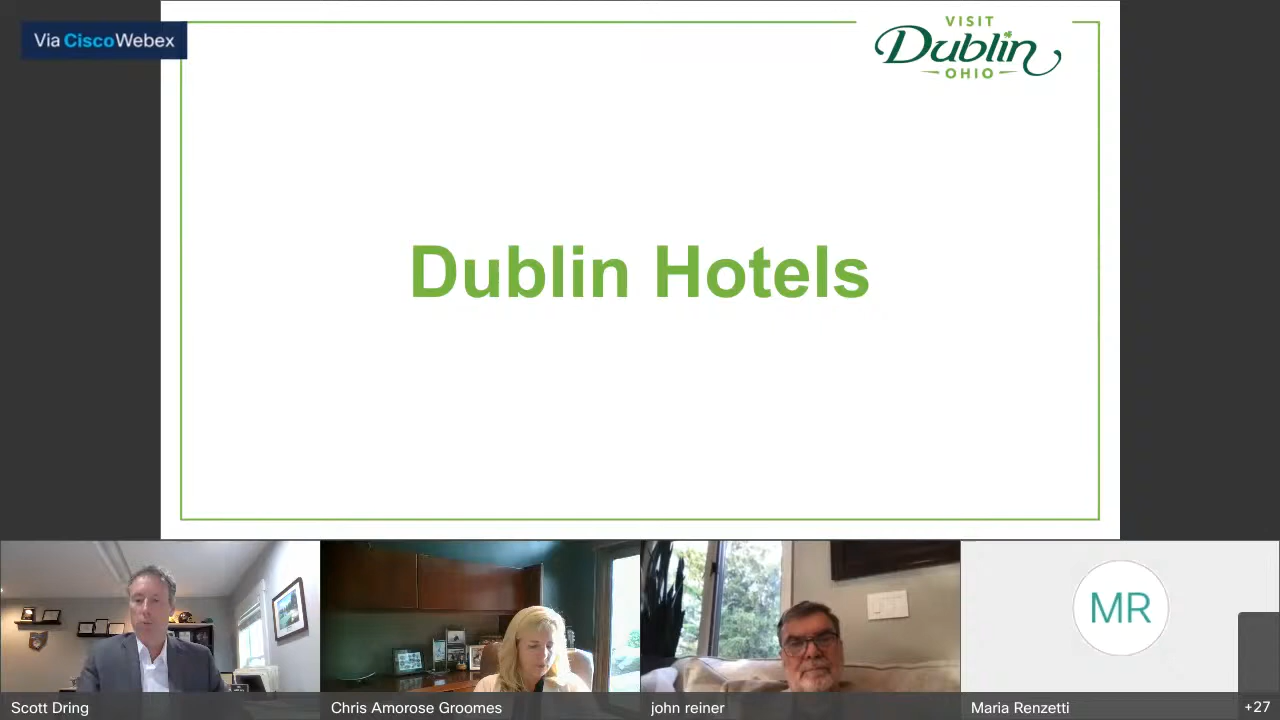 Via CiscoWebex
VISIT
Dublin
OHIO
Dublin Hotels
MR
Scott Dring
Chris Amorose Groomes
john reiner
Maria Renzetti
+27